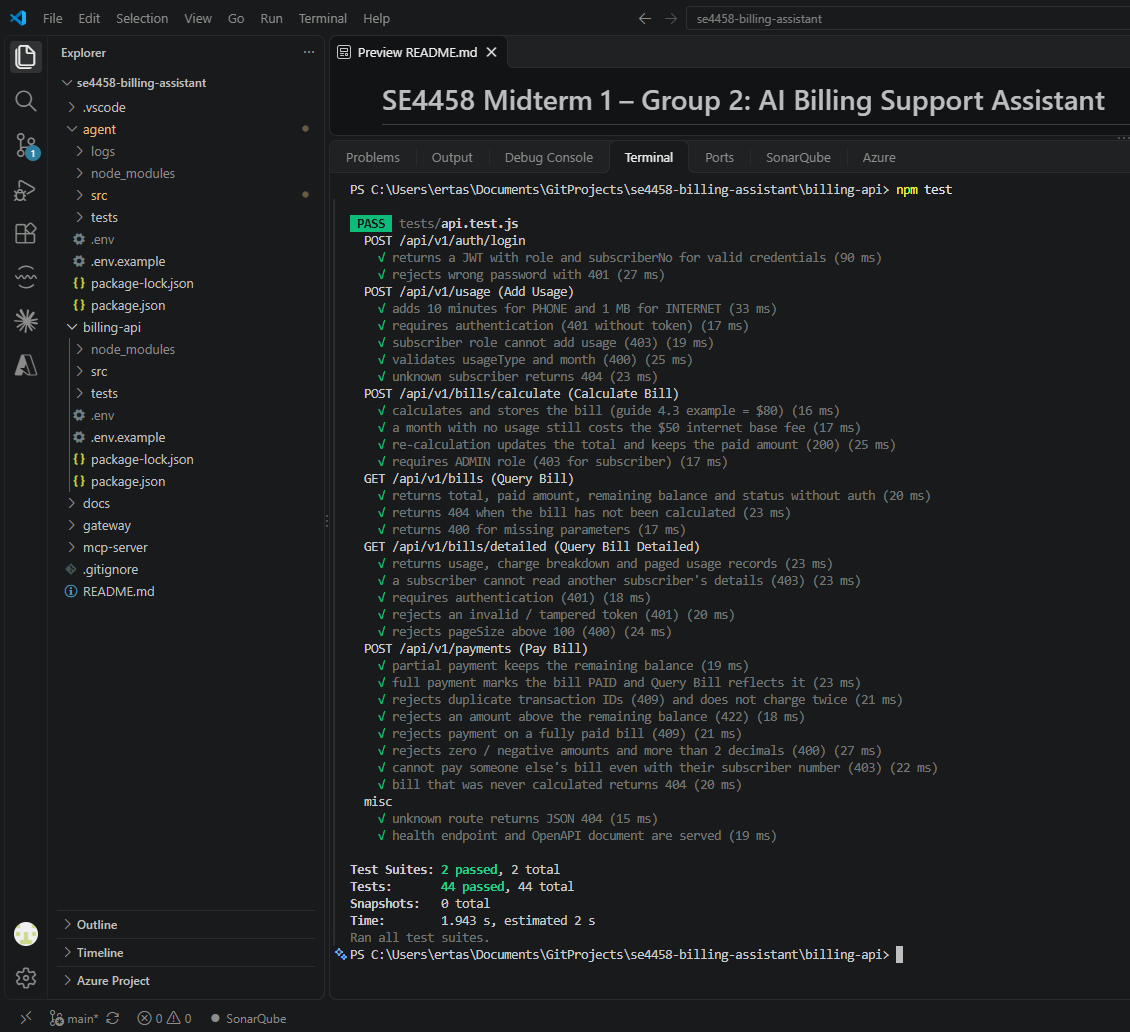 File Edit Selection View Go Run Terminal Help
se4458-billing-assistant
Explorer
se4458-billing-assistant
.vscode
agent
logs
node_modules
src
tests
.env
.env.example
package-lock.json
package.json
billing-api
node_modules
src
tests
.env
.env.example
package-lock.json
package.json
docs
gateway
mcp-server
.gitignore
README.md
Outline
Timeline
Azure Project
1
Preview README.md
SE4458 Midterm 1 – Group 2: AI Billing Support Assistant
Problems Output Debug Console Terminal Ports SonarQube Azure
PS C:\Users\ertas\Documents\GitProjects\se4458-billing-assistant\billing-api> npm test
PASS tests/api.test.js
POST /api/v1/auth/login
√ returns a JWT with role and subscriberNo for valid credentials (90 ms)
√ rejects wrong password with 401 (27 ms)
POST /api/v1/usage (Add Usage)
√ adds 10 minutes for PHONE and 1 MB for INTERNET (33 ms)
√ requires authentication (401 without token) (17 ms)
√ subscriber role cannot add usage (403) (19 ms)
√ validates usageType and month (400) (25 ms)
√ unknown subscriber returns 404 (23 ms)
POST /api/v1/bills/calculate (Calculate Bill)
√ calculates and stores the bill (guide 4.3 example = $80) (16 ms)
√ a month with no usage still costs the $50 internet base fee (17 ms)
√ re-calculation updates the total and keeps the paid amount (200) (25 ms)
√ requires ADMIN role (403 for subscriber) (17 ms)
GET /api/v1/bills (Query Bill)
√ returns total, paid amount, remaining balance and status without auth (20 ms)
√ returns 404 when the bill has not been calculated (23 ms)
√ returns 400 for missing parameters (17 ms)
GET /api/v1/bills/detailed (Query Bill Detailed)
√ returns usage, charge breakdown and paged usage records (23 ms)
√ a subscriber cannot read another subscriber's details (403) (23 ms)
√ requires authentication (401) (18 ms)
√ rejects an invalid / tampered token (401) (20 ms)
√ rejects pageSize above 100 (400) (24 ms)
POST /api/v1/payments (Pay Bill)
√ partial payment keeps the remaining balance (19 ms)
√ full payment marks the bill PAID and Query Bill reflects it (23 ms)
√ rejects duplicate transaction IDs (409) and does not charge twice (21 ms)
√ rejects an amount above the remaining balance (422) (18 ms)
√ rejects payment on a fully paid bill (409) (21 ms)
√ rejects zero / negative amounts and more than 2 decimals (400) (27 ms)
√ cannot pay someone else's bill even with their subscriber number (403) (22 ms)
√ bill that was never calculated returns 404 (20 ms)
misc
√ unknown route returns JSON 404 (15 ms)
√ health endpoint and OpenAPI document are served (19 ms)
Test Suites: 2 passed, 2 total
Tests: 44 passed, 44 total
Snapshots: 0 total
Time: 1.943 s, estimated 2 s
Ran all test suites.
PS C:\Users\ertas\Documents\GitProjects\se4458-billing-assistant\billing-api>
main* 0 0 SonarQube